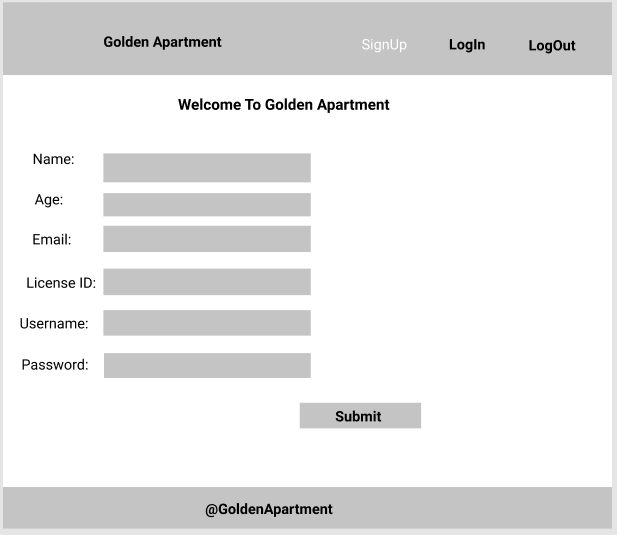 Golden Apartment SignUp LogIn LogOut
Welcome To Golden Apartment
Name:
Age:
Email:
License ID:
Username:
Password:
Submit
@GoldenApartment